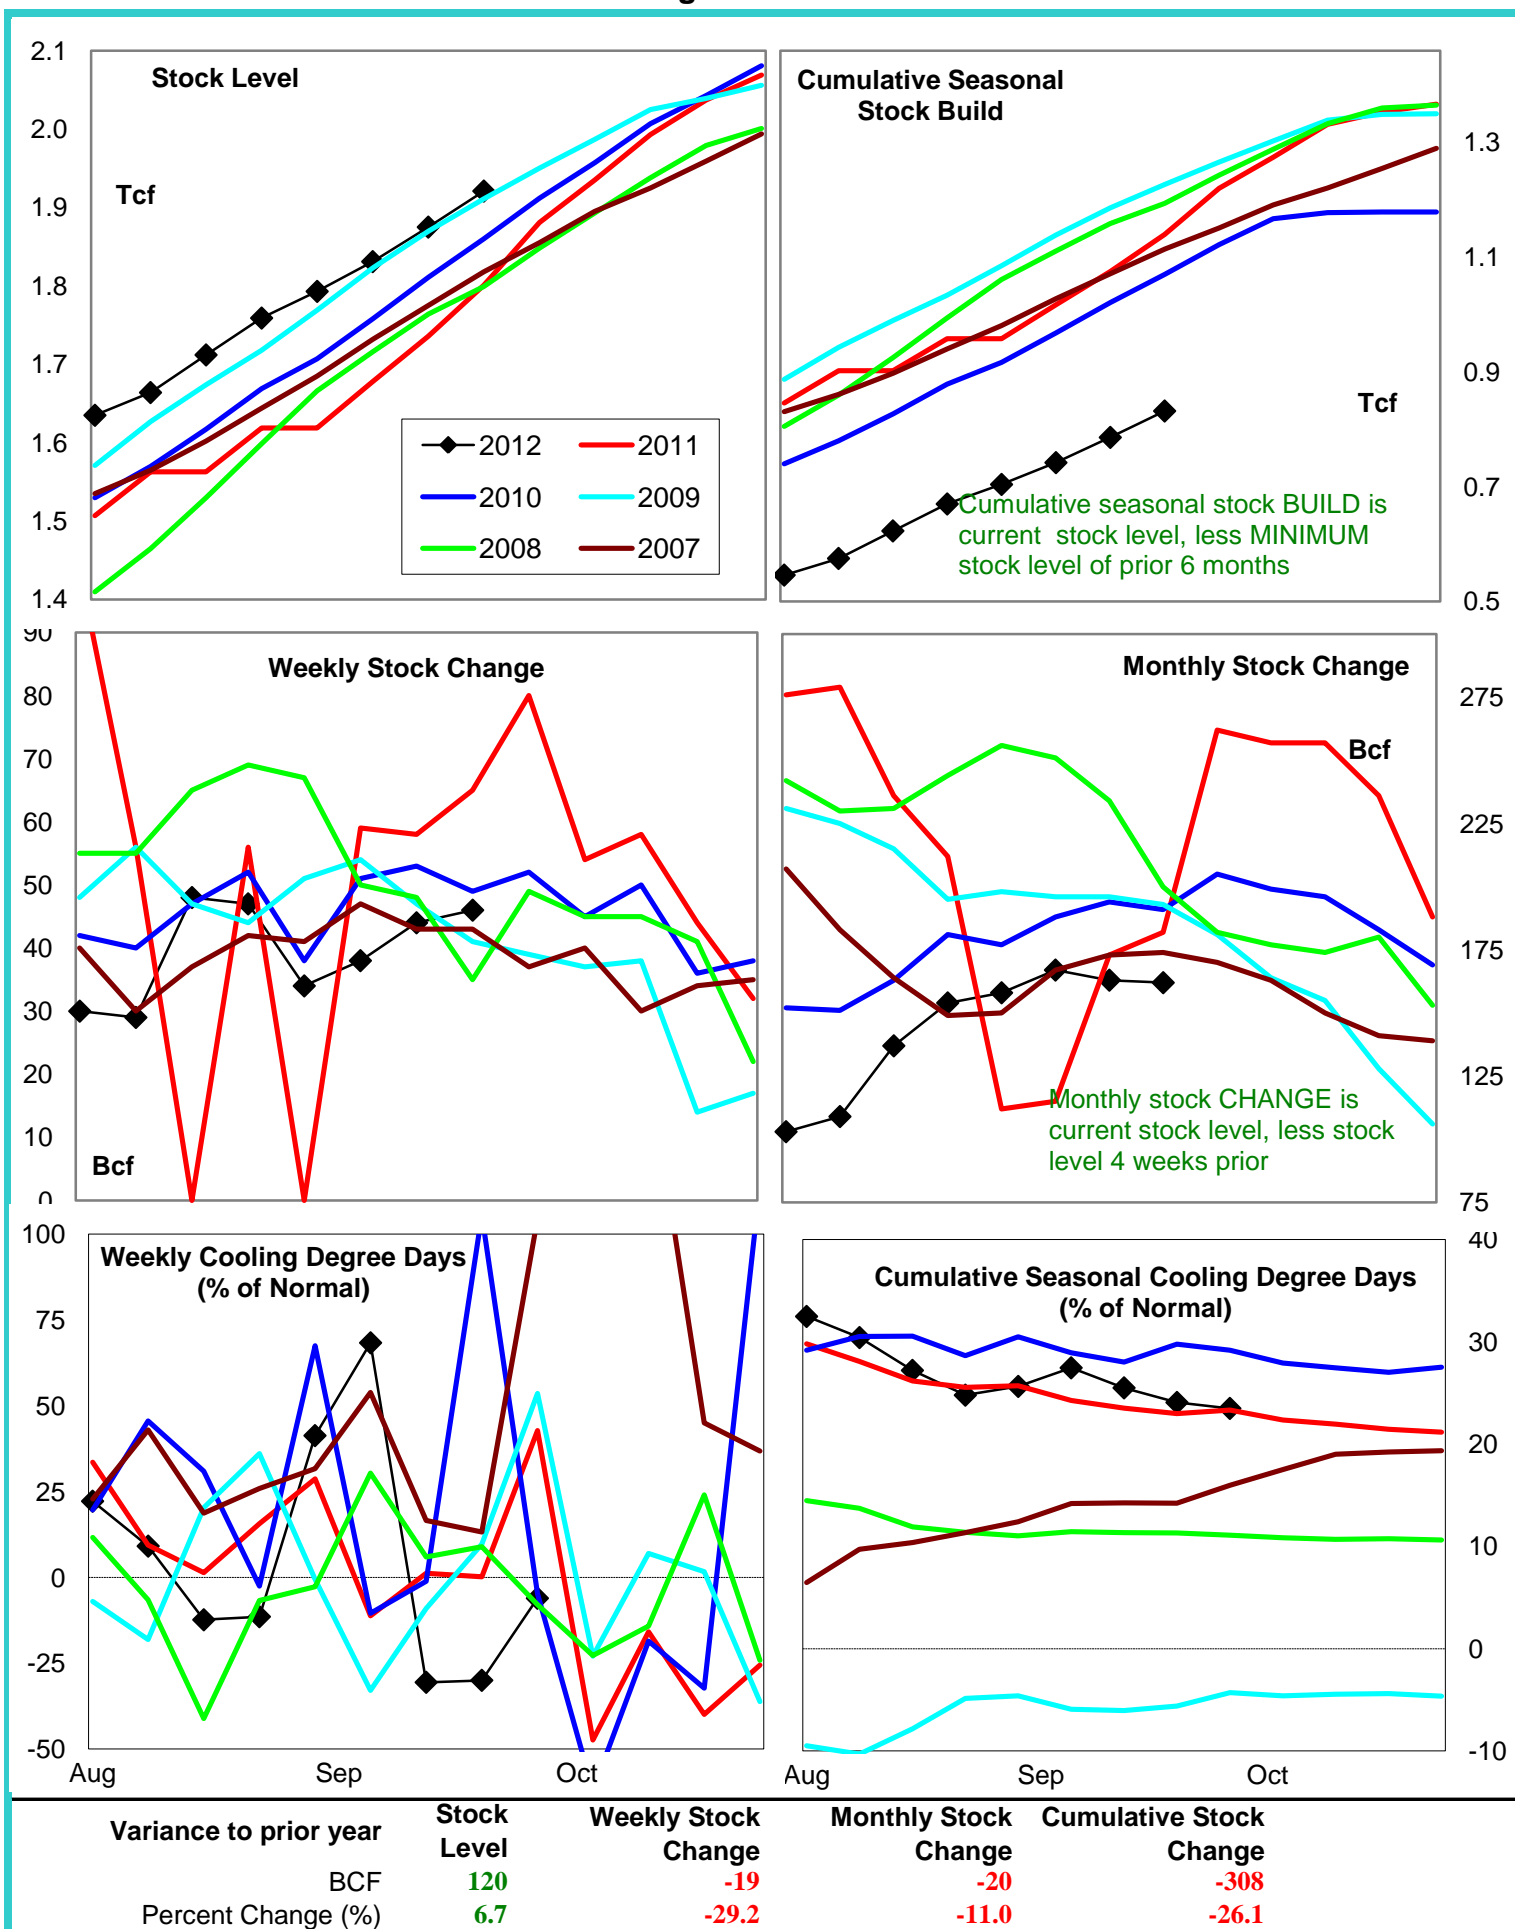 2.1
2.0
1.9
1.8
1.7
1.6
1.5
1.4
Stock Level
Tcf
2012
2011
2010
2009
2008
2007
Cumulative Seasonal
Stock Build
Tcf
Cumulative seasonal stock BUILD is
current stock level, less MINIMUM
stock level of prior 6 months
1.3
1.1
0.9
0.7
0.5
90
80
70
60
50
40
30
20
10
0
Weekly Stock Change
Bcf
Monthly Stock Change
Bcf
Monthly stock CHANGE is
current stock level, less stock
level 4 weeks prior
275
225
175
125
75
100
75
50
25
0
-25
-50
Weekly Cooling Degree Days
(% of Normal)
Aug Sep Oct
Cumulative Seasonal Cooling Degree Days
(% of Normal)
40
30
20
10
0
-10
Aug Sep Oct
Variance to prior year
Stock
Level
Weekly Stock
Change
Monthly Stock
Change
Cumulative Stock
Change
BCF 120 -19 -20 -308
Percent Change (%) 6.7 -29.2 -11.0 -26.1